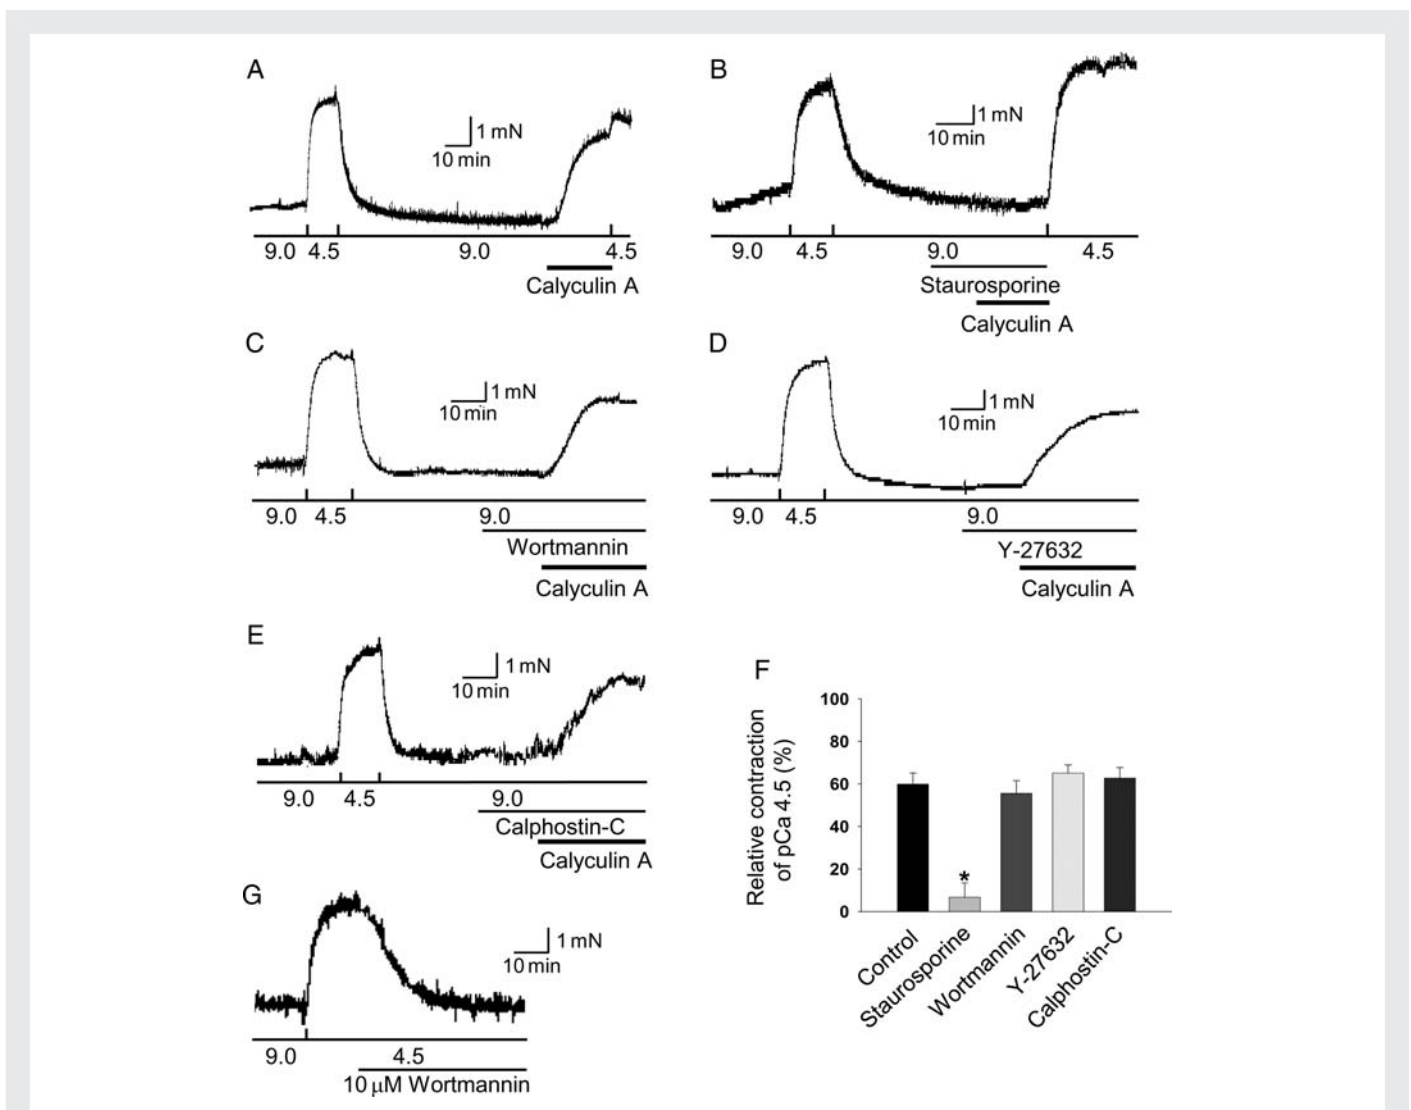 A
1 mN
10 min
9.0 4.5 9.0 4.5
Calyculin A
B
1 mN
10 min
9.0 4.5 9.0 4.5
Staurosporine
Calyculin A
C
1 mN
10 min
9.0 4.5 9.0
Wortmannin
Calyculin A
D
1 mN
10 min
9.0 4.5 9.0
Y-27632
Calyculin A
E
1 mN
10 min
9.0 4.5 9.0
Calphostin-C
Calyculin A
F
Relative contraction
of pCa 4.5 (%)
100
80
60
40
20
0
*
Control
Staurosporine
Wortmannin
Y-27632
Calphostin-C
G
1 mN
10 min
9.0 4.5
10 μM Wortmannin